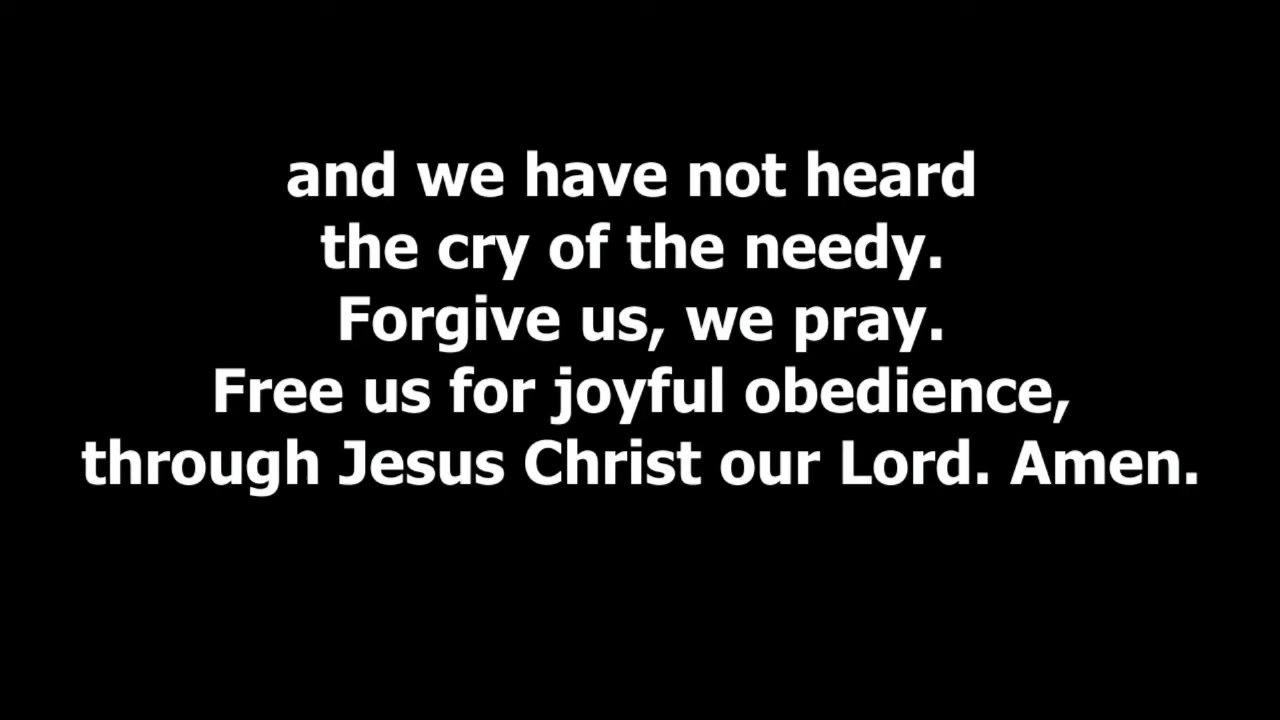 and we have not heard
the cry of the needy.
Forgive us, we pray.
Free us for joyful obedience,
through Jesus Christ our Lord. Amen.